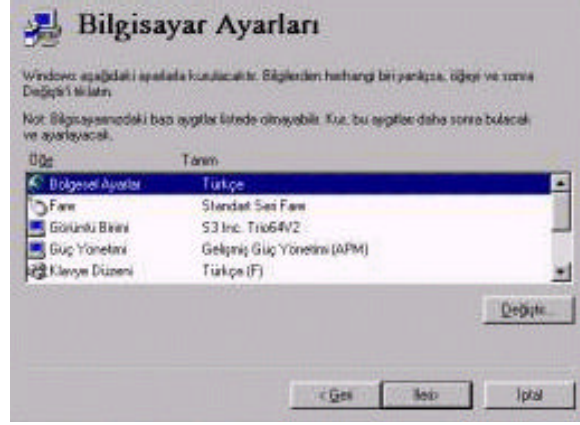 Bilgisayar Ayarları
Windows aşağıdaki ayarlarla kurulacaktır. Bilgilerden herhangi biri yanlışsa, öğeyi ve sonra
Değiştir'i tıklatın.
Not: Bilgisayarınızdaki bazı aygıtlar listede olmayabilir. Kur, bu aygıtları daha sonra bulacak
ve ayarlayacak.
Öğe Tanım
Bölgesel Ayarlar Türkçe
Fare Standart Seri Fare
Görüntü Birimi S3 Inc. Trio64V2
Güç Yönetimi Gelişmiş Güç Yönetimi (APM)
Klavye Düzeni Türkçe (F)
Değiştir...
< Geri İleri> İptal